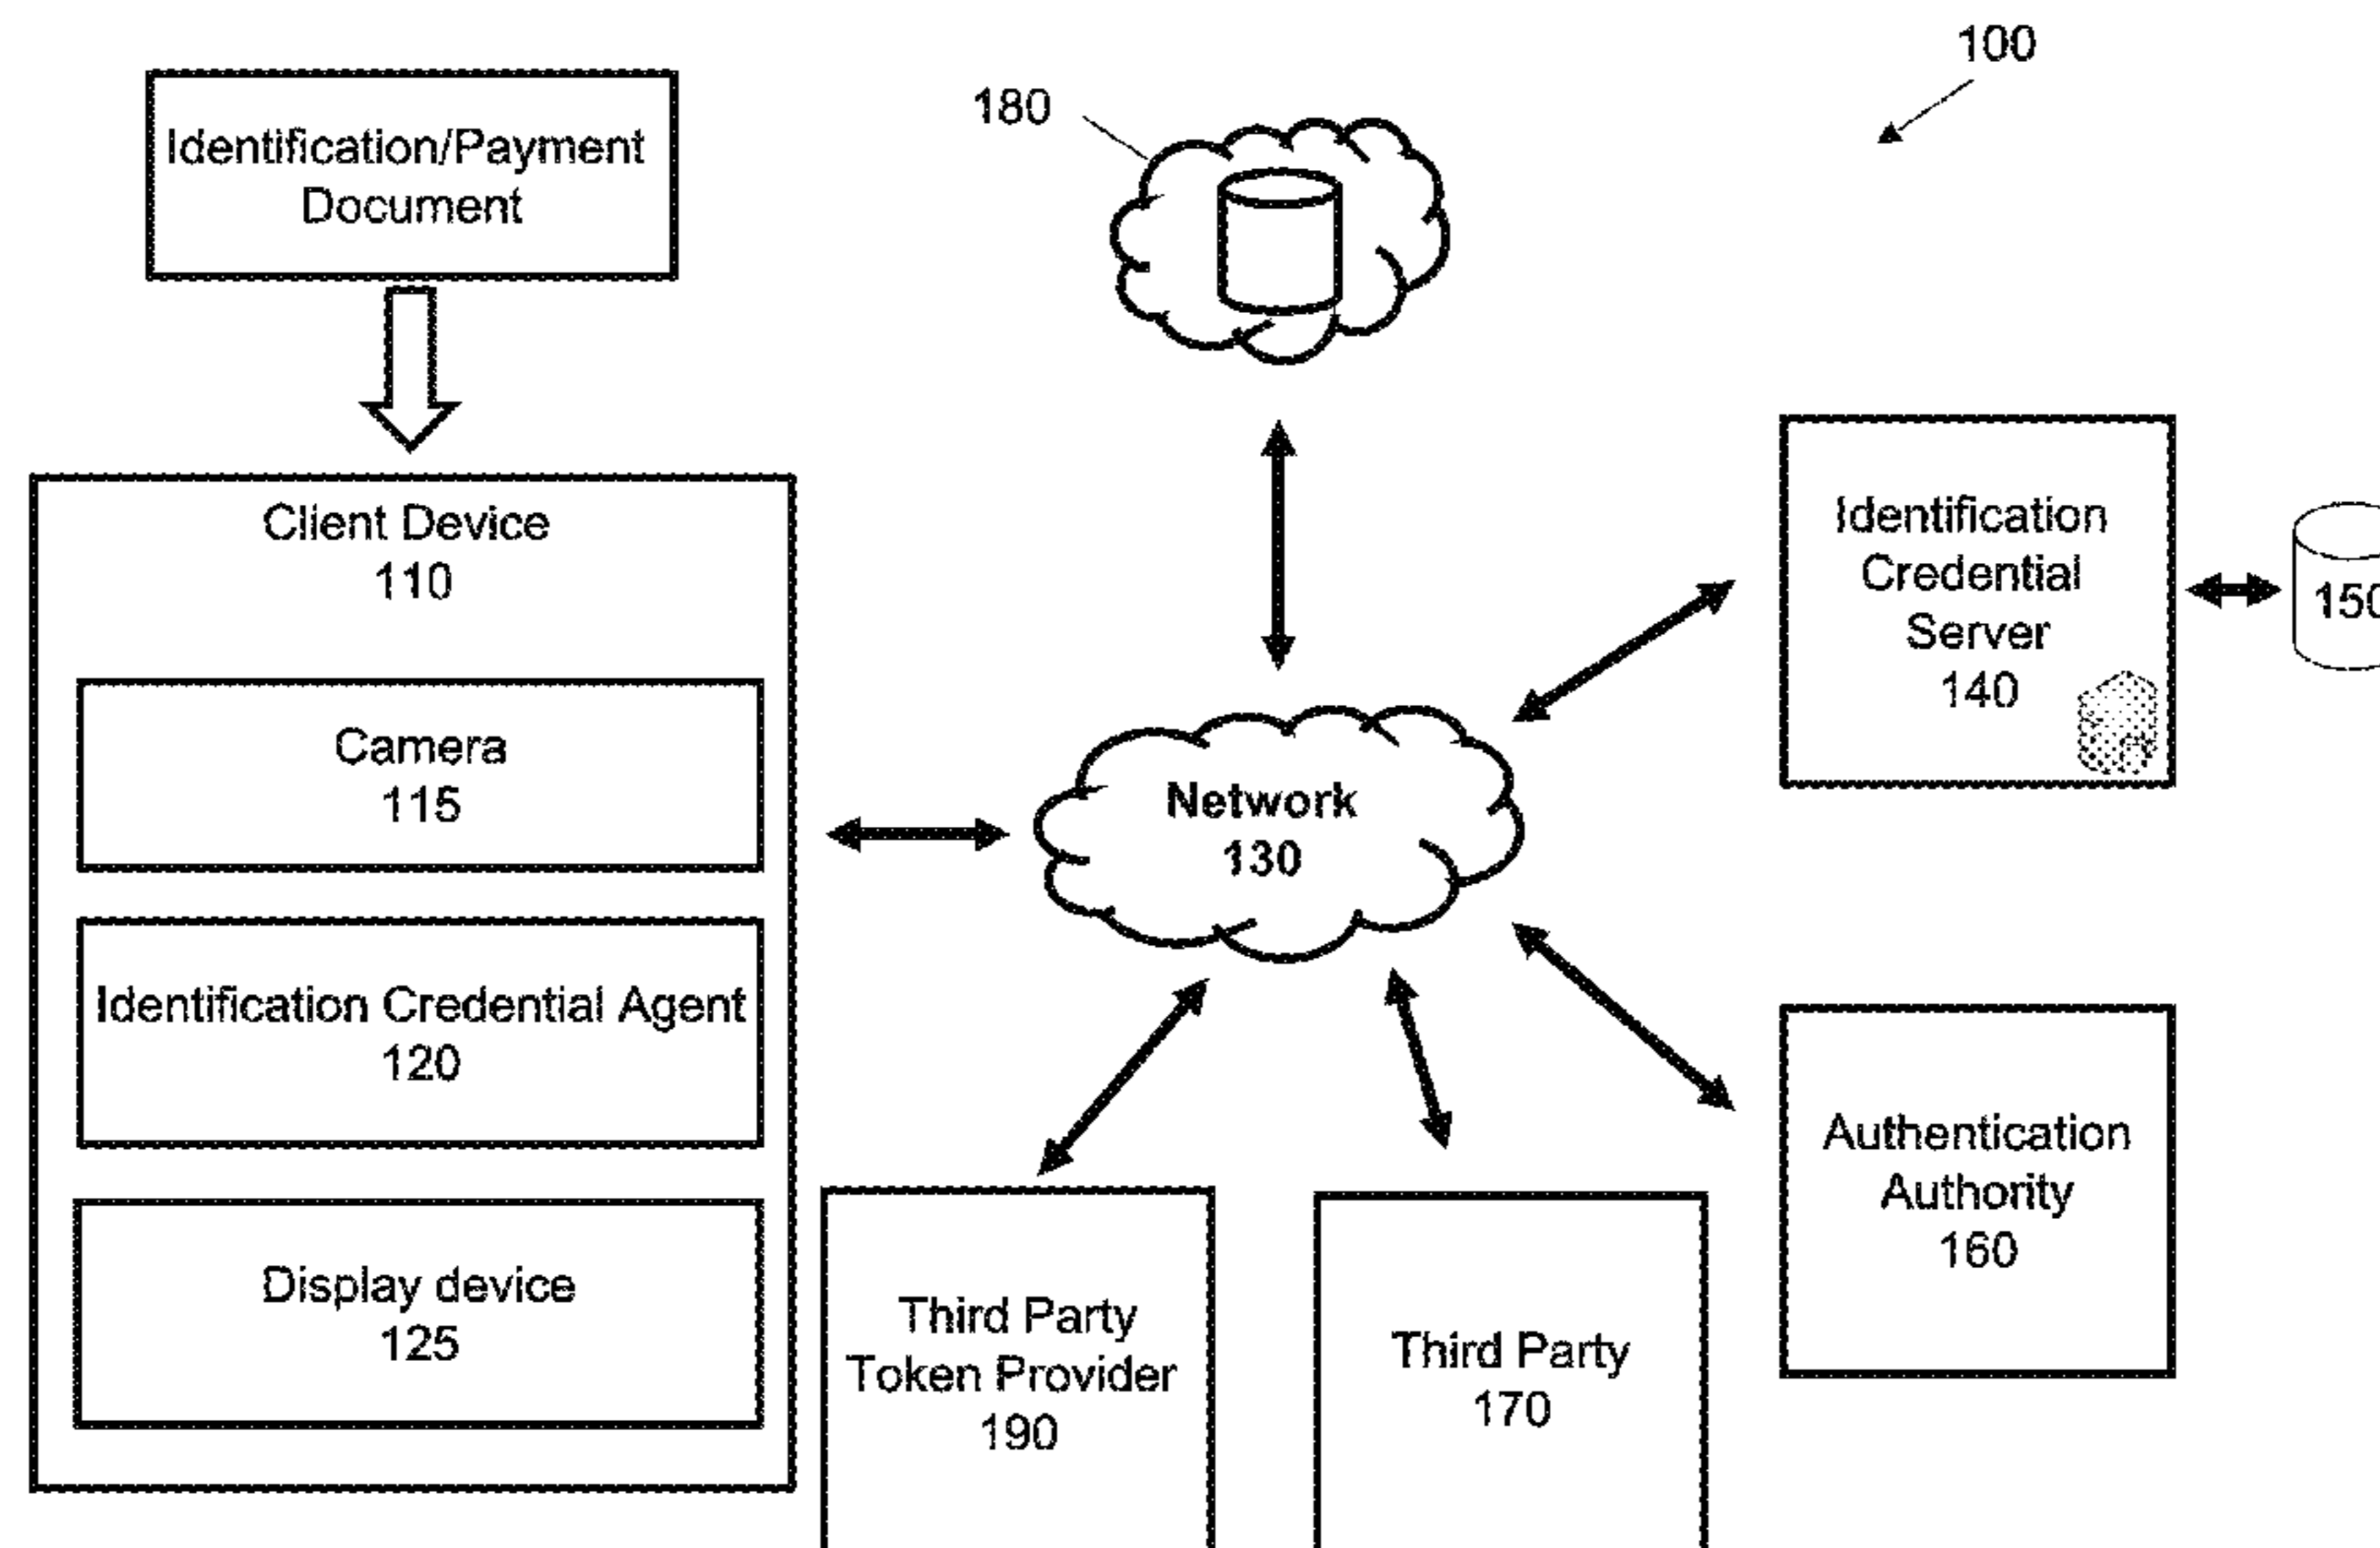 100
180
Identification/Payment
Document
Client Device
110
Camera
115
Identification Credential Agent
120
Display device
125
Network
130
Identification
Credential
Server
140
150
Authentication
Authority
160
Third Party
Token Provider
190
Third Party
170